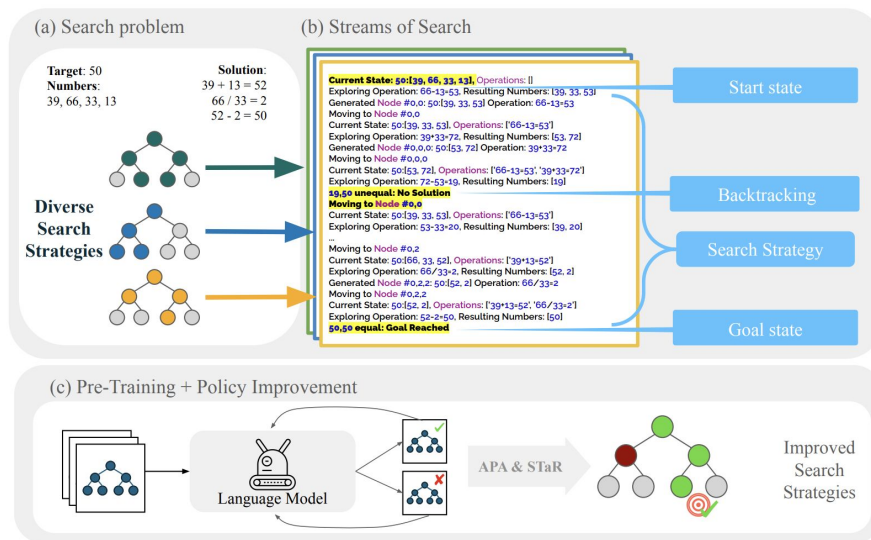 (a) Search problem
Target: 50
Numbers:
39, 66, 33, 13
Solution:
39 + 13 = 52
66 / 33 = 2
52 - 2 = 50
Diverse
Search
Strategies
(b) Streams of Search
Current State: 50:[39, 66, 33, 13], Operations: []
Exploring Operation: 66-13=53, Resulting Numbers: [39, 33, 53]
Generated Node #0,0: 50:[39, 33, 53] Operation: 66-13=53
Moving to Node #0,0
Current State: 50:[39, 33, 53], Operations: ['66-13=53']
Exploring Operation: 39+33=72, Resulting Numbers: [53, 72]
Generated Node #0,0,0: 50:[53, 72] Operation: 39+33=72
Moving to Node #0,0,0
Current State: 50:[53, 72], Operations: ['66-13=53', '39+33=72']
Exploring Operation: 72-53=19, Resulting Numbers: [19]
19,50 unequal: No Solution
Moving to Node #0,0
Current State: 50:[39, 33, 53], Operations: ['66-13=53']
Exploring Operation: 53-33=20, Resulting Numbers: [39, 20]
...
Moving to Node #0,2
Current State: 50:[66, 33, 52], Operations: ['39+13=52']
Exploring Operation: 66/33=2, Resulting Numbers: [52, 2]
Generated Node #0,2,2: 50:[52, 2] Operation: 66/33=2
Moving to Node #0,2,2
Current State: 50:[52, 2], Operations: ['39+13=52', '66/33=2']
Exploring Operation: 52-2=50, Resulting Numbers: [50]
50,50 equal: Goal Reached
Start state
Backtracking
Search Strategy
Goal state
(c) Pre-Training + Policy Improvement
Language Model
APA & STaR
Improved
Search
Strategies